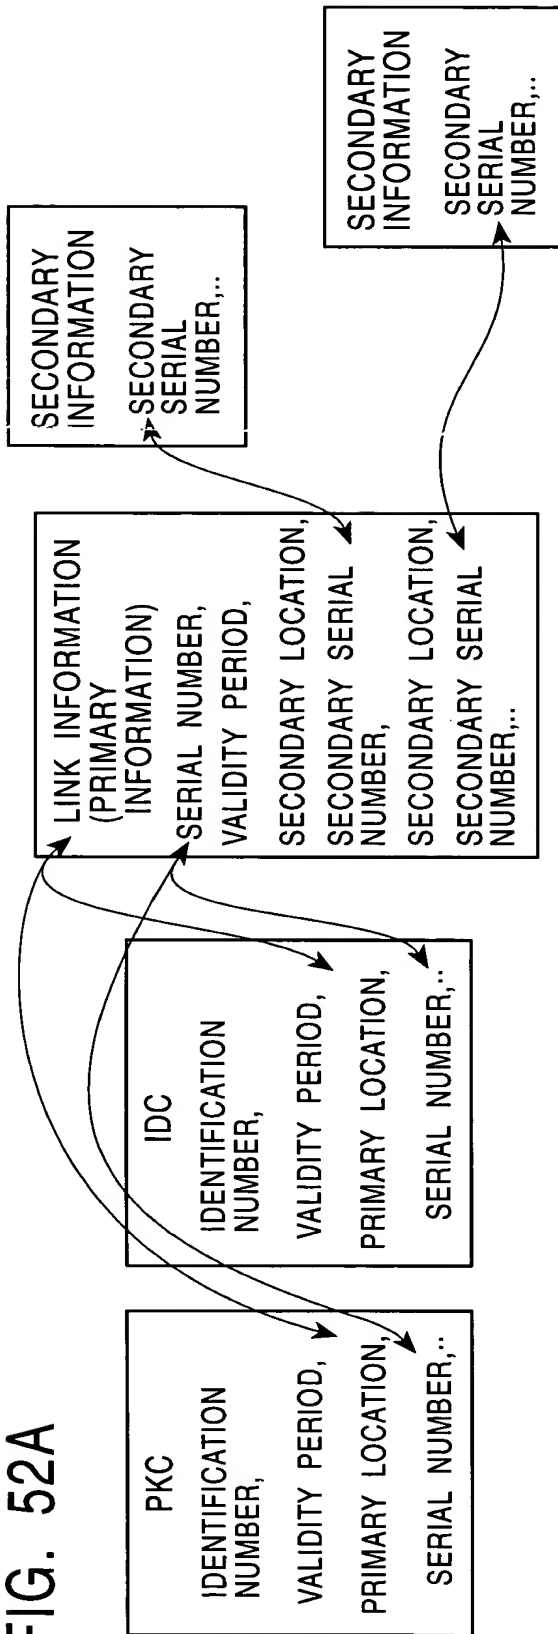 FIG. 52A
PKC
IDENTIFICATION
NUMBER,
VALIDITY PERIOD,
PRIMARY LOCATION,
SERIAL NUMBER,..
IDC
IDENTIFICATION
NUMBER,
VALIDITY PERIOD,
PRIMARY LOCATION,
SERIAL NUMBER,..
LINK INFORMATION
(PRIMARY
INFORMATION)
SERIAL NUMBER,
VALIDITY PERIOD,
SECONDARY LOCATION,
SECONDARY SERIAL
NUMBER,
SECONDARY LOCATION,
SECONDARY SERIAL
NUMBER,..
SECONDARY
INFORMATION
SECONDARY
SERIAL
NUMBER,..
SECONDARY
INFORMATION
SECONDARY
SERIAL
NUMBER,..